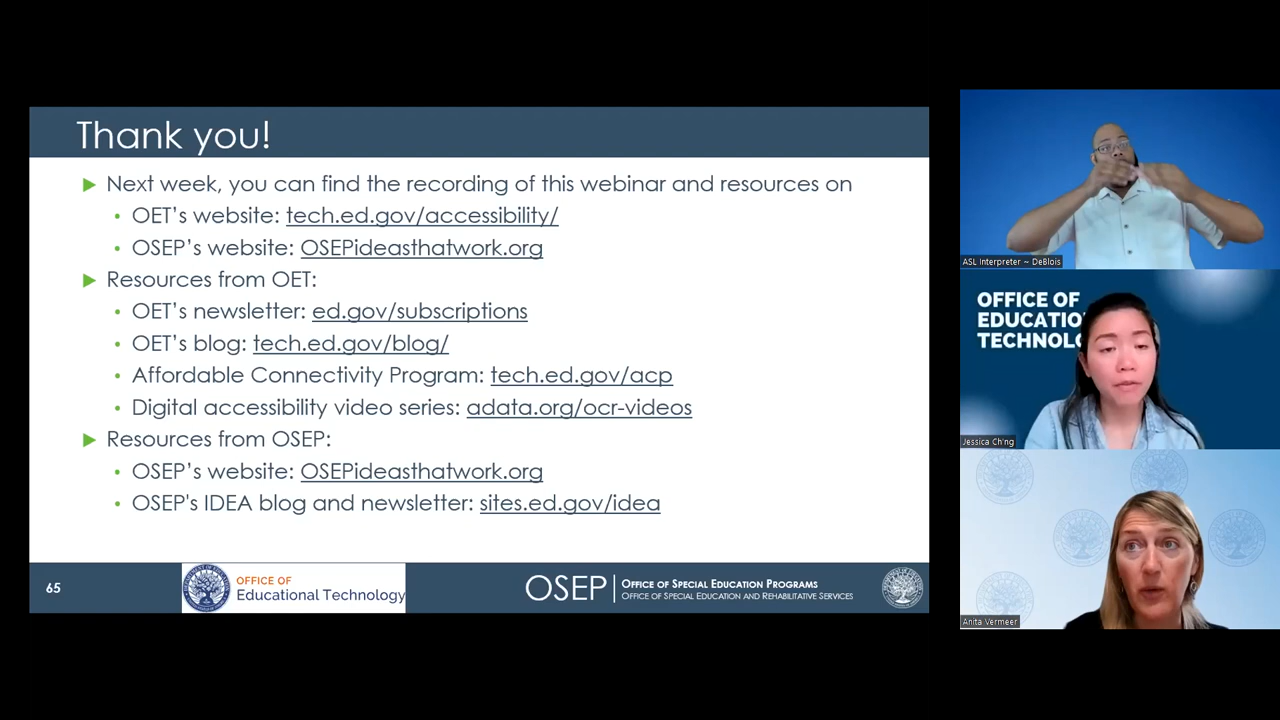 Thank you!
Next week, you can find the recording of this webinar and resources on
OET's website: tech.ed.gov/accessibility/
OSEP's website: OSEPideasthatwork.org
Resources from OET:
OET's newsletter: ed.gov/subscriptions
OET's blog: tech.ed.gov/blog/
Affordable Connectivity Program: tech.ed.gov/acp
Digital accessibility video series: adata.org/ocr-videos
Resources from OSEP:
OSEP's website: OSEPideasthatwork.org
OSEP's IDEA blog and newsletter: sites.ed.gov/idea
65
OFFICE OF
Educational Technology
OSEP
OFFICE OF SPECIAL EDUCATION PROGRAMS
OFFICE OF SPECIAL EDUCATION AND REHABILITATIVE SERVICES
ASL Interpreter ~ DeBlois
OFFICE OF
EDUCATIO
TECHNOLO
Jessica Ch'ng
Anita Vermeer